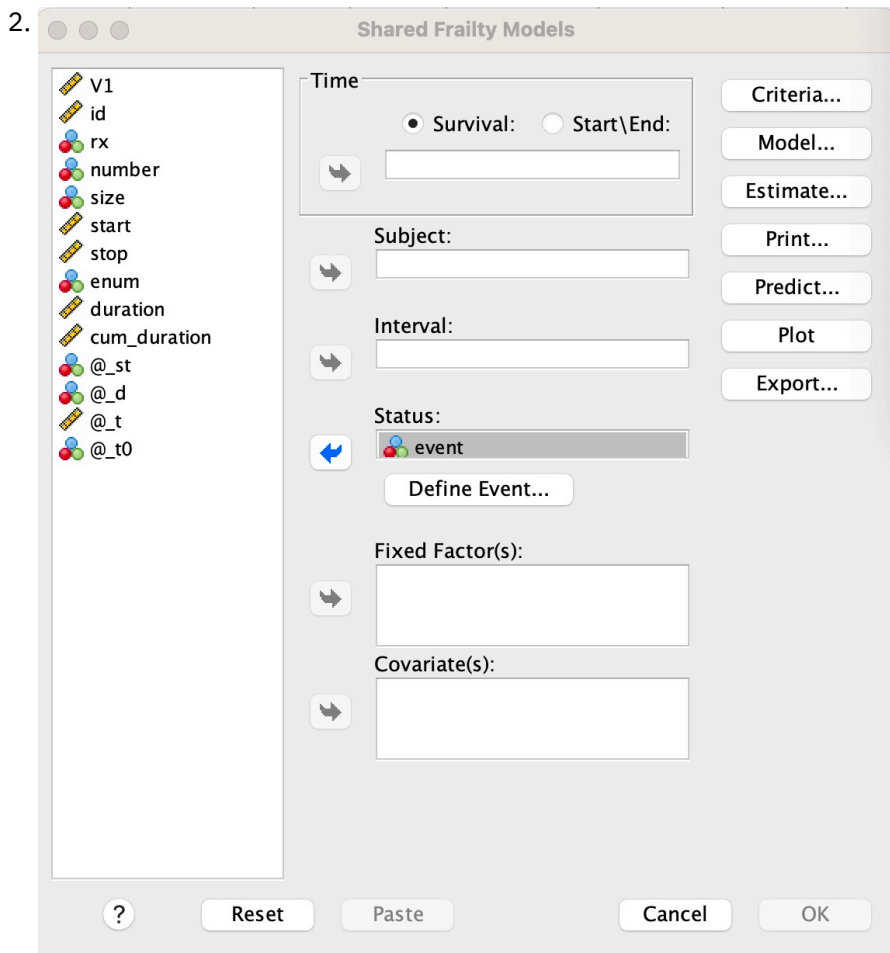 2.
Shared Frailty Models
V1
id
rx
number
size
start
stop
enum
duration
cum_duration
@_st
@_d
@_t
@_t0
Time
Survival: Start\End:
Subject:
Interval:
Status:
event
Define Event...
Fixed Factor(s):
Covariate(s):
Criteria...
Model...
Estimate...
Print...
Predict...
Plot
Export...
? Reset Paste Cancel OK